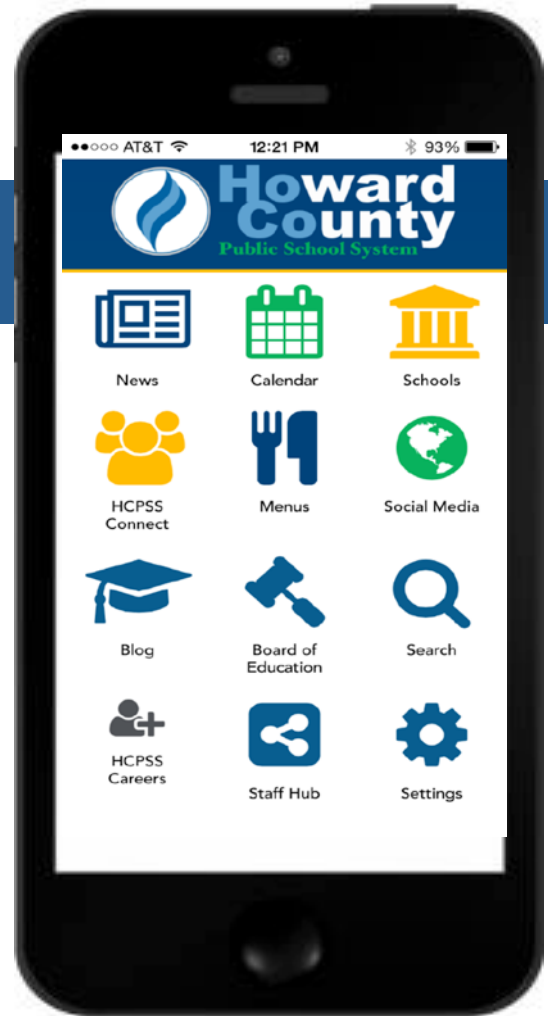 AT&T 12:21 PM 93%
Howard
County
Public School System
News Calendar Schools
HCPSS
Connect
Menus Social Media
Blog Board of
Education
Search
HCPSS
Careers
Staff Hub Settings